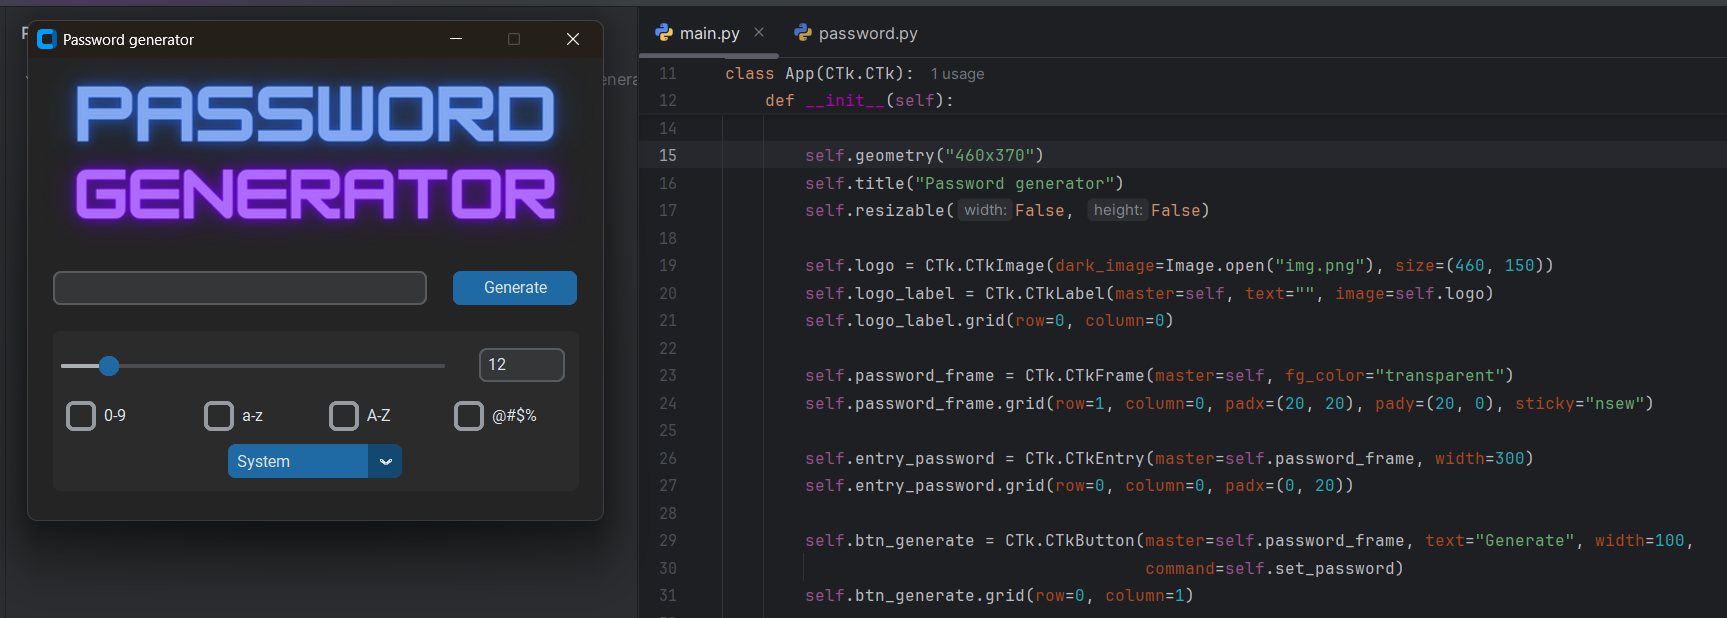 Password generator
PASSWORD
GENERATOR
Generate
12
0-9 a-z A-Z @#$%
System
enera
main.py password.py
11 class App(CTk.CTk): 1 usage
12 def __init__(self):
14
15 self.geometry("460x370")
16 self.title("Password generator")
17 self.resizable(width: False, height: False)
18
19 self.logo = CTk.CTkImage(dark_image=Image.open("img.png"), size=(460, 150))
20 self.logo_label = CTk.CTkLabel(master=self, text="", image=self.logo)
21 self.logo_label.grid(row=0, column=0)
22
23 self.password_frame = CTk.CTkFrame(master=self, fg_color="transparent")
24 self.password_frame.grid(row=1, column=0, padx=(20, 20), pady=(20, 0), sticky="nsew")
25
26 self.entry_password = CTk.CTkEntry(master=self.password_frame, width=300)
27 self.entry_password.grid(row=0, column=0, padx=(0, 20))
28
29 self.btn_generate = CTk.CTkButton(master=self.password_frame, text="Generate", width=100,
30 command=self.set_password)
31 self.btn_generate.grid(row=0, column=1)